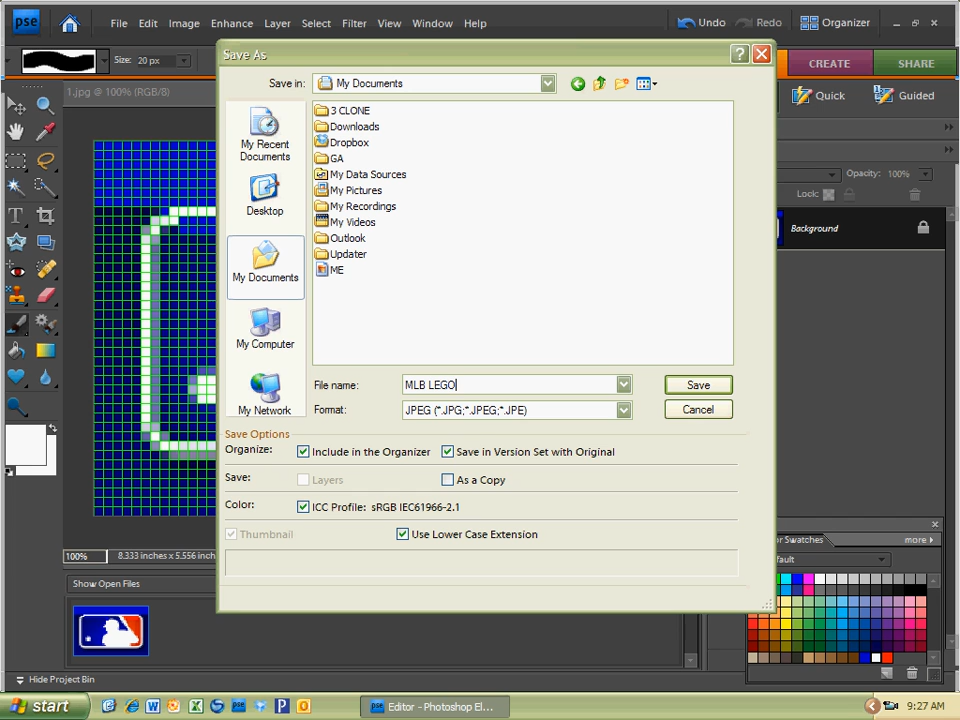 pse
File Edit Image Enhance Layer Select Filter View Window Help
Undo Redo Organizer
Size: 20 px
CREATE
SHARE
1.jpg @ 100% (RGB/8)
Quick
Guided
Opacity: 100%
Lock:
Background
Save As
Save in:
My Documents
My Recent Documents
Desktop
My Documents
My Computer
My Network
3 CLONE
Downloads
Dropbox
GA
My Data Sources
My Pictures
My Recordings
My Videos
Outlook
Updater
ME
File name:
MLB LEGO
Save
Format:
JPEG (*.JPG;*.JPEG;*.JPE)
Cancel
Save Options
Organize:
Include in the Organizer
Save in Version Set with Original
Save:
Layers
As a Copy
Color:
ICC Profile: sRGB IEC61966-2.1
Thumbnail
Use Lower Case Extension
100%
8.333 inches x 5.556 inch
Show Open Files
Hide Project Bin
or Swatches
more
fault
start
Editor - Photoshop El...
9:27 AM